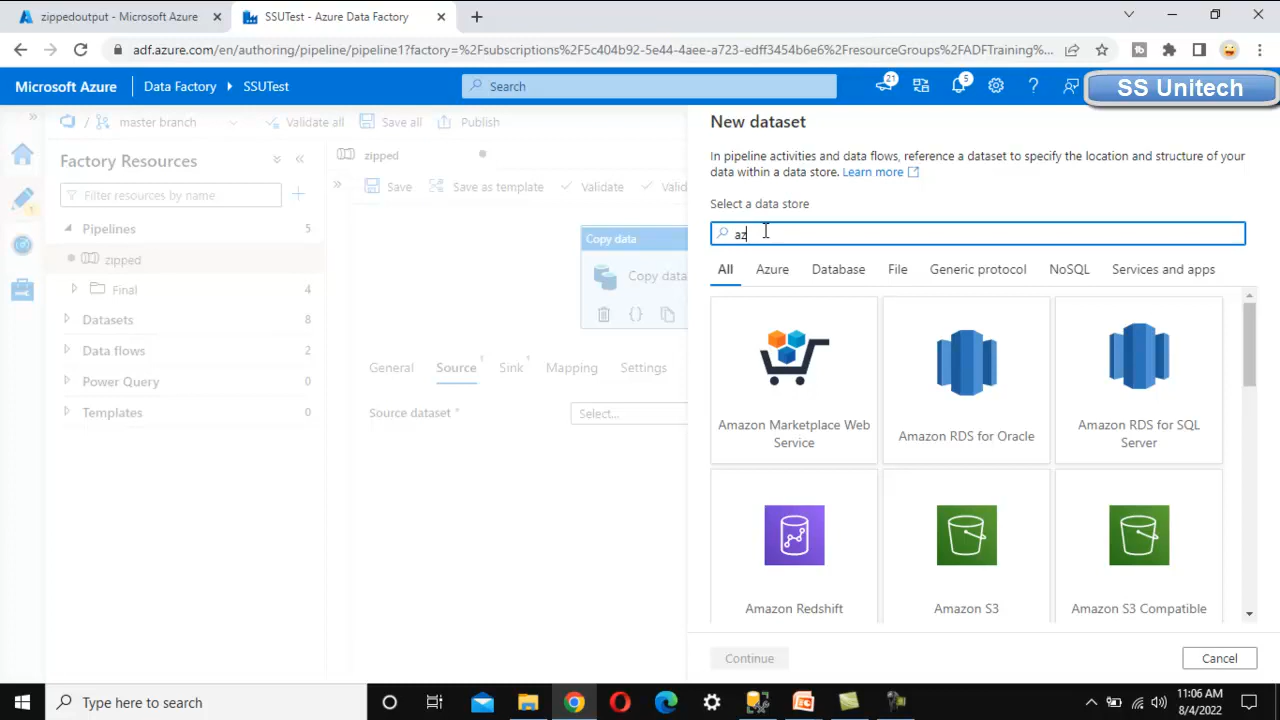 zippedoutput - Microsoft Azure
SSUTest - Azure Data Factory
adf.azure.com/en/authoring/pipeline/pipeline1?factory=%2Fsubscriptions%2F5c404b92-5e44-4aee-a723-edff3454b6e6%2FresourceGroups%2FADFTraining%...
Microsoft Azure
Data Factory
SSUTest
Search
21
5
SS Unitech
/
master branch
Validate all
Save all
Publish
New dataset
Factory Resources
zipped
In pipeline activities and data flows, reference a dataset to specify the location and structure of your
data within a data store. Learn more
Filter resources by name
Save
Save as template
Validate
Valid
Select a data store
Pipelines
5
az
Copy data
zipped
All
Azure
Database
File
Generic protocol
NoSQL
Services and apps
Final
4
Copy data
Datasets
8
Data flows
2
General
Source
1
Sink
1
Mapping
Settings
Power Query
0
Source dataset *
Select...
Templates
0
Amazon Marketplace Web
Service
Amazon RDS for Oracle
Amazon RDS for SQL
Server
Amazon Redshift
Amazon S3
Amazon S3 Compatible
Continue
Cancel
Type here to search
11:06 AM
8/4/2022